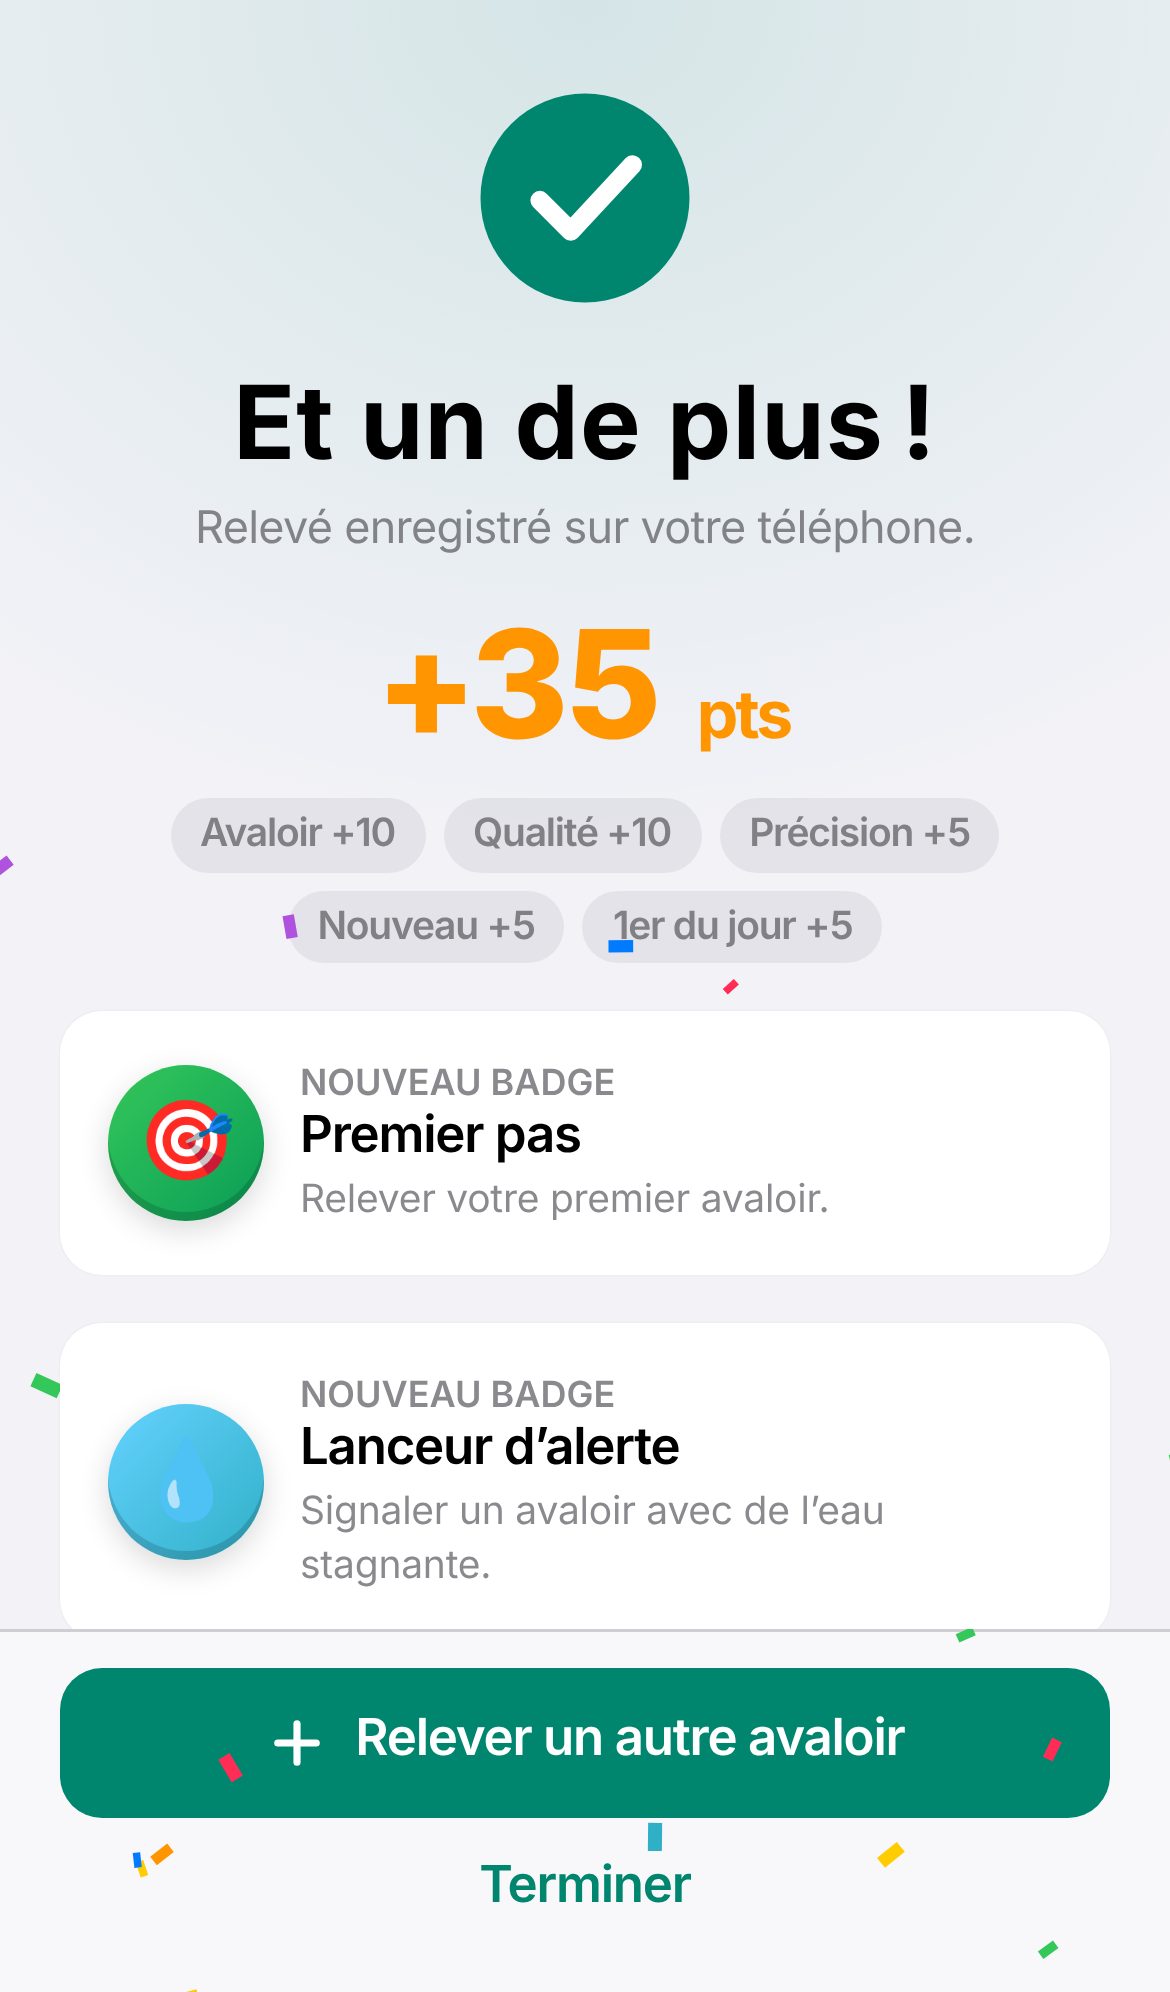 Et un de plus !
Relevé enregistré sur votre téléphone.
+35 pts
Avaloir +10 Qualité +10 Précision +5
Nouveau +5 1er du jour +5
NOUVEAU BADGE
Premier pas
Relever votre premier avaloir.
NOUVEAU BADGE
Lanceur d’alerte
Signaler un avaloir avec de l’eau
stagnante.
Relever un autre avaloir
Terminer